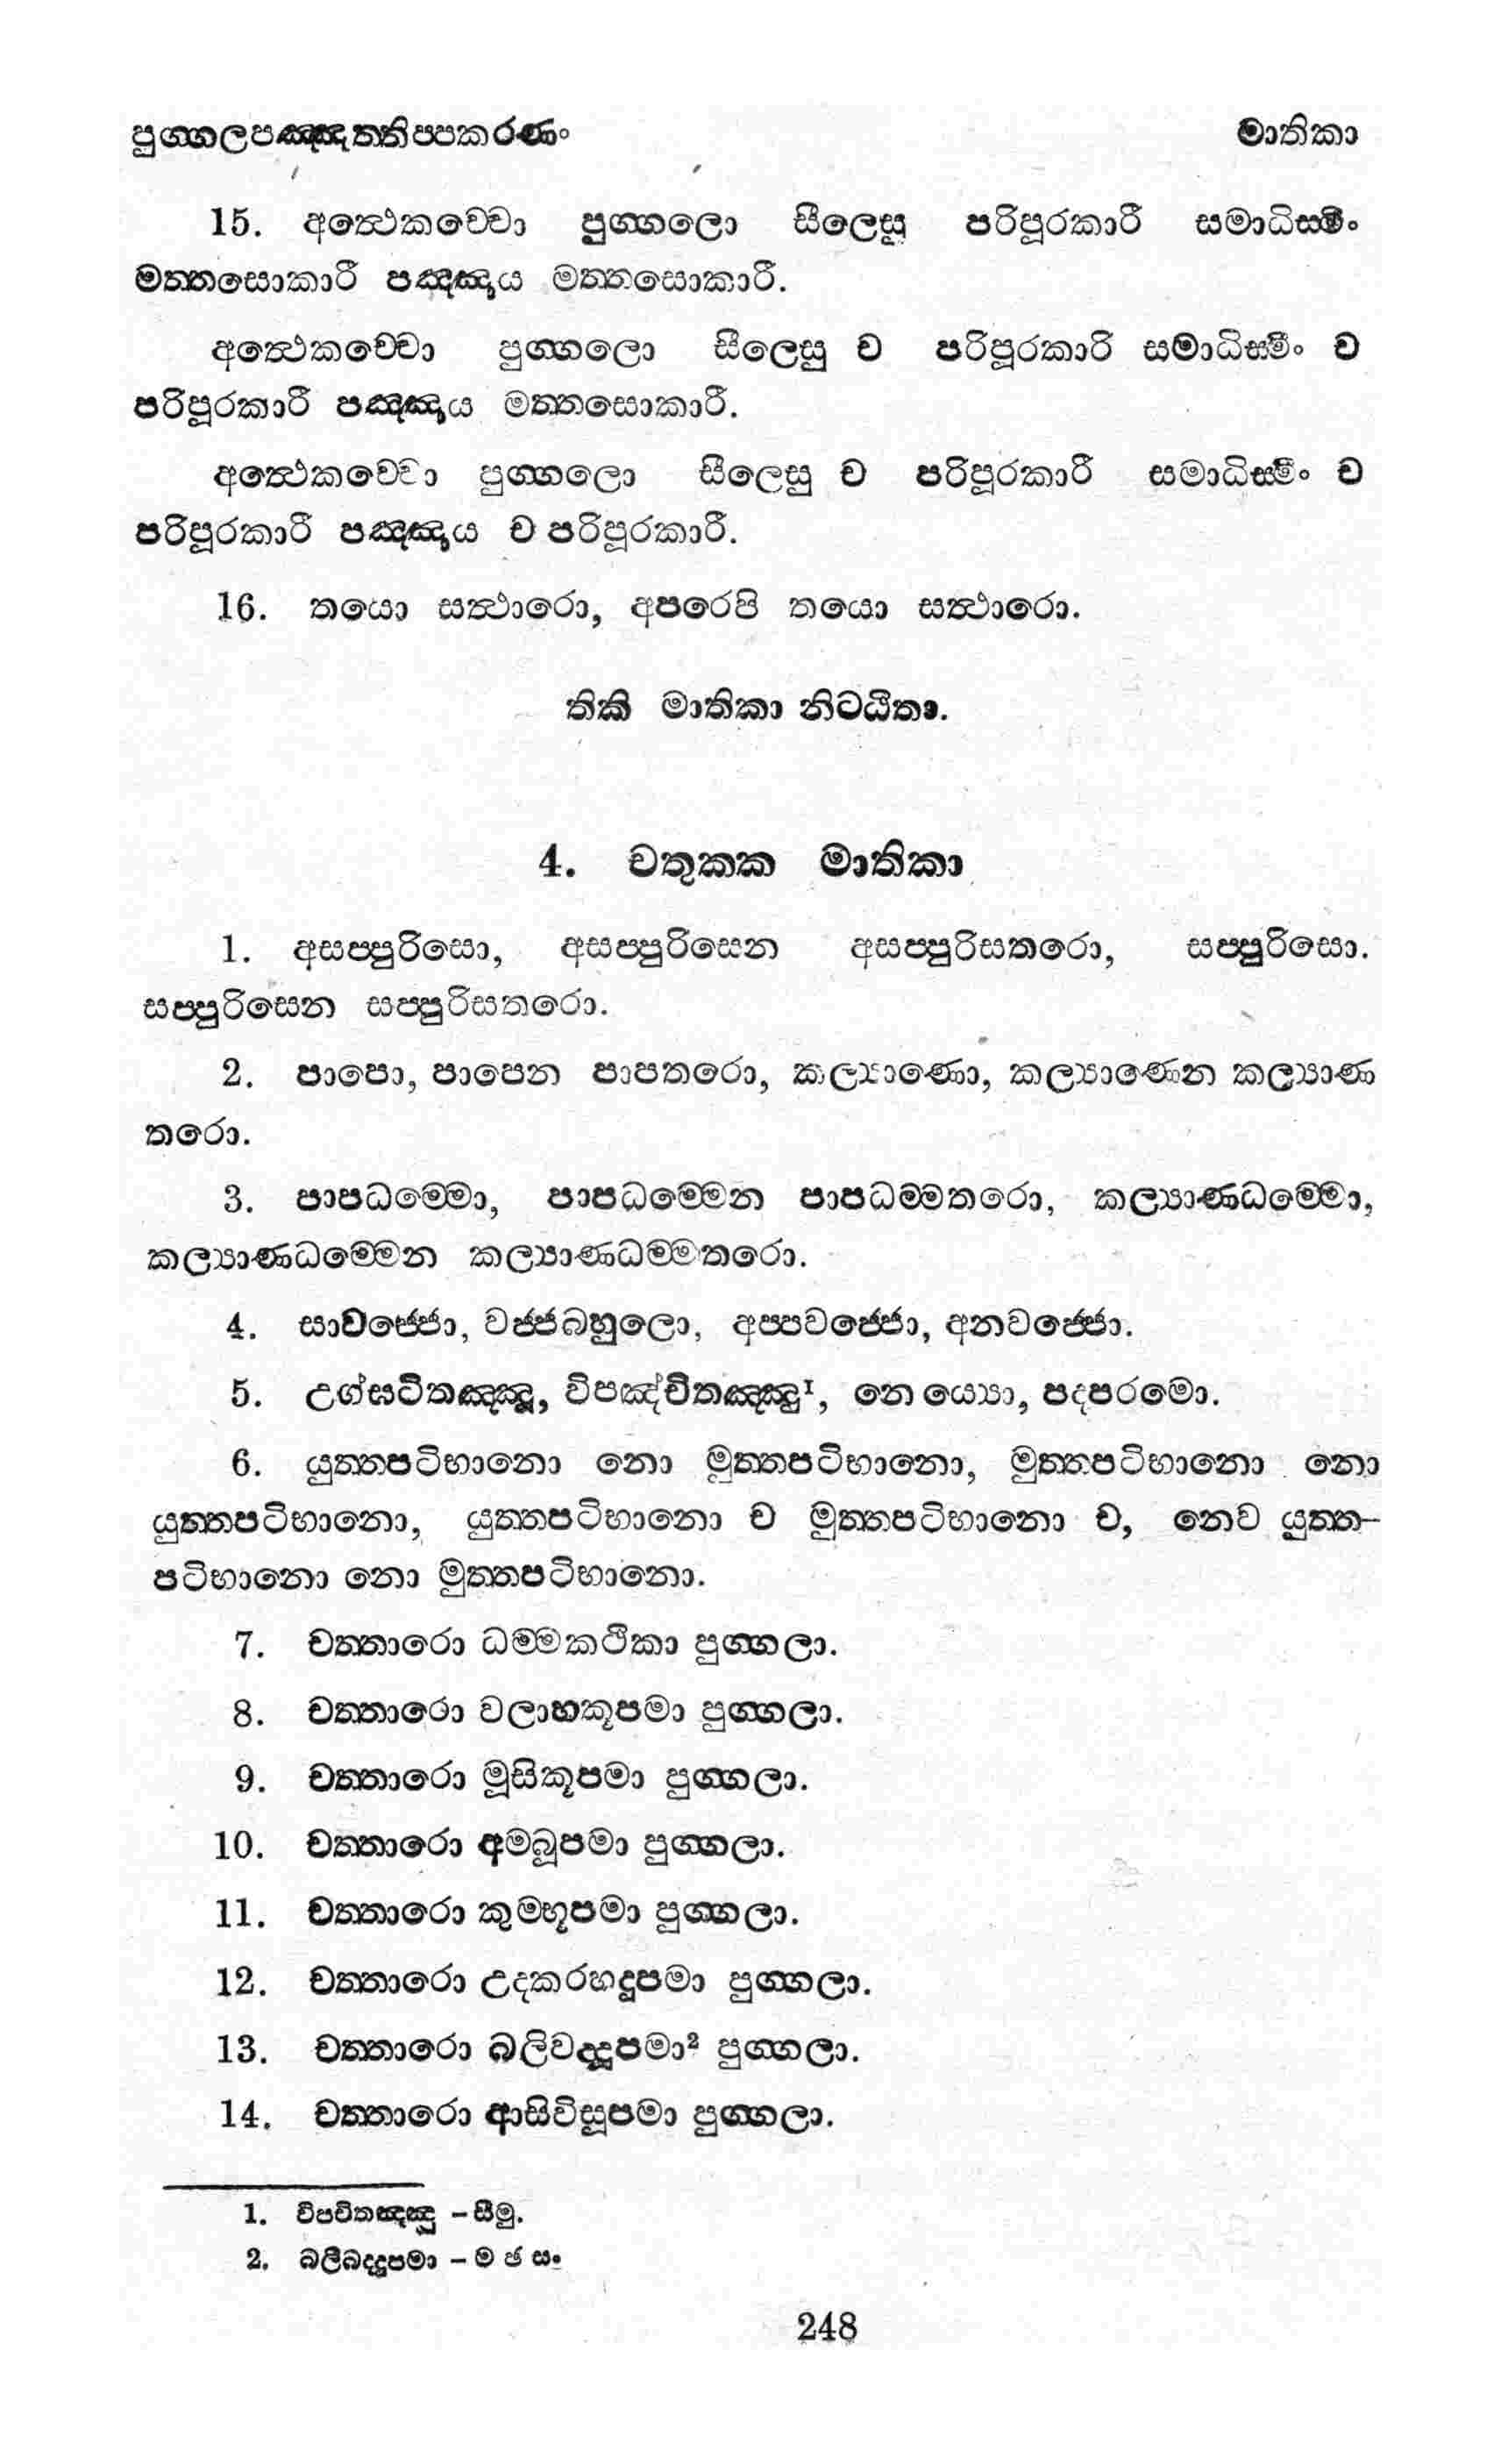 පුග්ගලපඤ්ඤත්තිප්පකරණං මාතිකා
15. අත්ථෙකච්චො පුග්ගලො සීලෙසු පරිපූරකාරී සමාධිස්මිං
මත්තසොකාරී පඤ්ඤාය මත්තසොකාරී.
අත්ථෙකච්චො පුග්ගලො සීලෙසු ච පරිපූරකාරි සමාධිස්මිං ච
පරිපූරකාරී පඤ්ඤාය මත්තසොකාරී.
අත්ථෙකච්චො පුග්ගලො සීලෙසු ච පරිපූරකාරී සමාධිස්මිං ච
පරිපූරකාරී පඤ්ඤාය ච පරිපූරකාරී.
16. තයො සත්ථාරො, අපරෙපි තයො සත්ථාරො.
තිකි මාතිකා නිට්ඨිතා.
4. චතුක්ක මාතිකා
1. අසප්පුරිසො, අසප්පුරිසෙන අසප්පුරිසතරො, සප්පුරිසො.
සප්පුරිසෙන සප්පුරිසතරො.
2. පාපො, පාපෙන පාපතරො, කල්‍යාණො, කල්‍යාණෙන කල්‍යාණ
තරො.
3. පාපධම්මො, පාපධම්මෙන පාපධම්මතරො, කල්‍යාණධම්මො,
කල්‍යාණධම්මෙන කල්‍යාණධම්මතරො.
4. සාවජ්ජො, වජ්ජබහුලො, අප්පවජ්ජො, අනවජ්ජො.
5. උග්ඝටිතඤ්ඤූ, විපඤ්චිතඤ්ඤු¹, නෙය්‍යො, පදපරමො.
6. යුත්තපටිභානො නො මුත්තපටිභානො, මුත්තපටිභානො නො
යුත්තපටිභානො, යුත්තපටිභානො ච මුත්තපටිභානො ච, නෙව යුත්ත-
පටිභානො නො මුත්තපටිභානො.
7. චත්තාරො ධම්මකථිකා පුග්ගලා.
8. චත්තාරො වලාහකූපමා පුග්ගලා.
9. චත්තාරො මූසිකූපමා පුග්ගලා.
10. චත්තාරො අම්බූපමා පුග්ගලා.
11. චත්තාරො කුම්භූපමා පුග්ගලා.
12. චත්තාරො උදකරහදූපමා පුග්ගලා.
13. චත්තාරො බලිවද්දූපමා² පුග්ගලා.
14. චත්තාරො ආසිවිසූපමා පුග්ගලා.
1. විපචිතඤ්ඤූ - සීමු.
2. බලීබද්දූපමා - ම ඡ සං
248